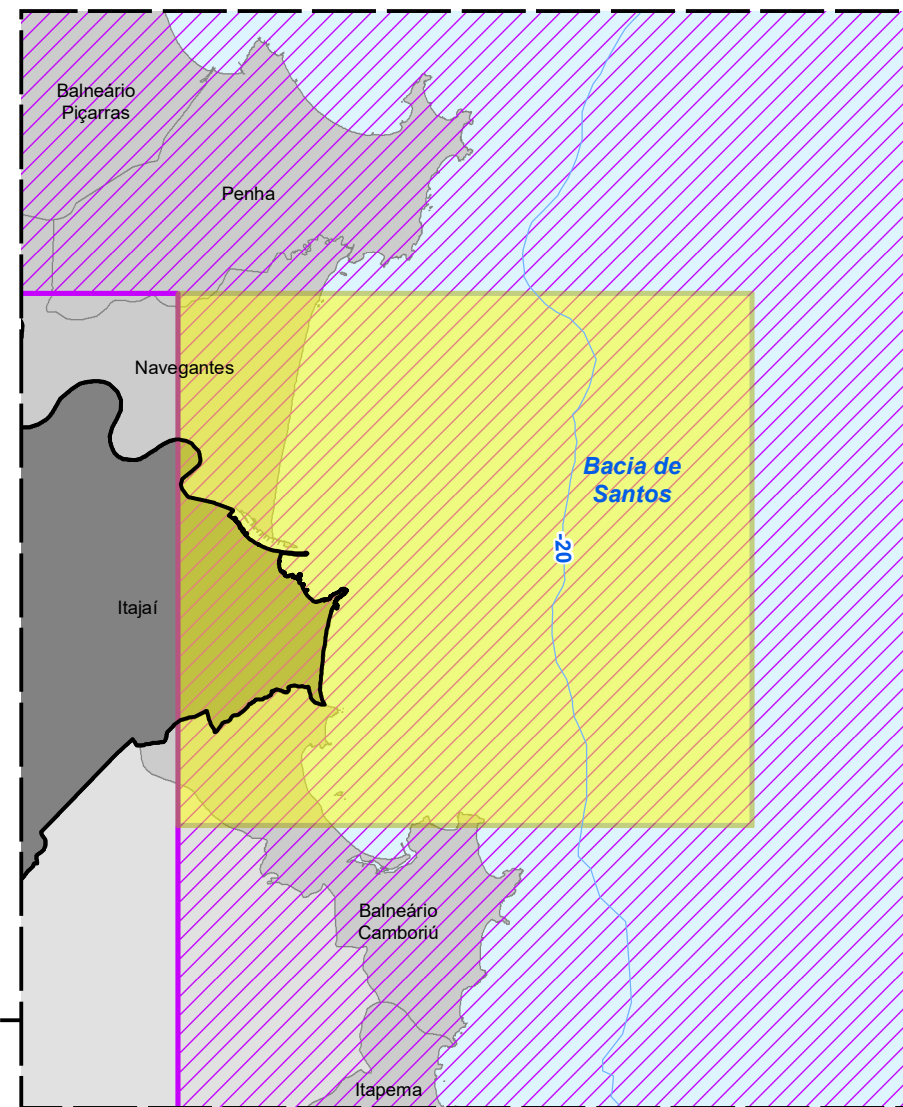 Balneário
Piçarras
Penha
Navegantes
Bacia de
Santos
-20
Itajaí
Balneário
Camboriú
Itapema